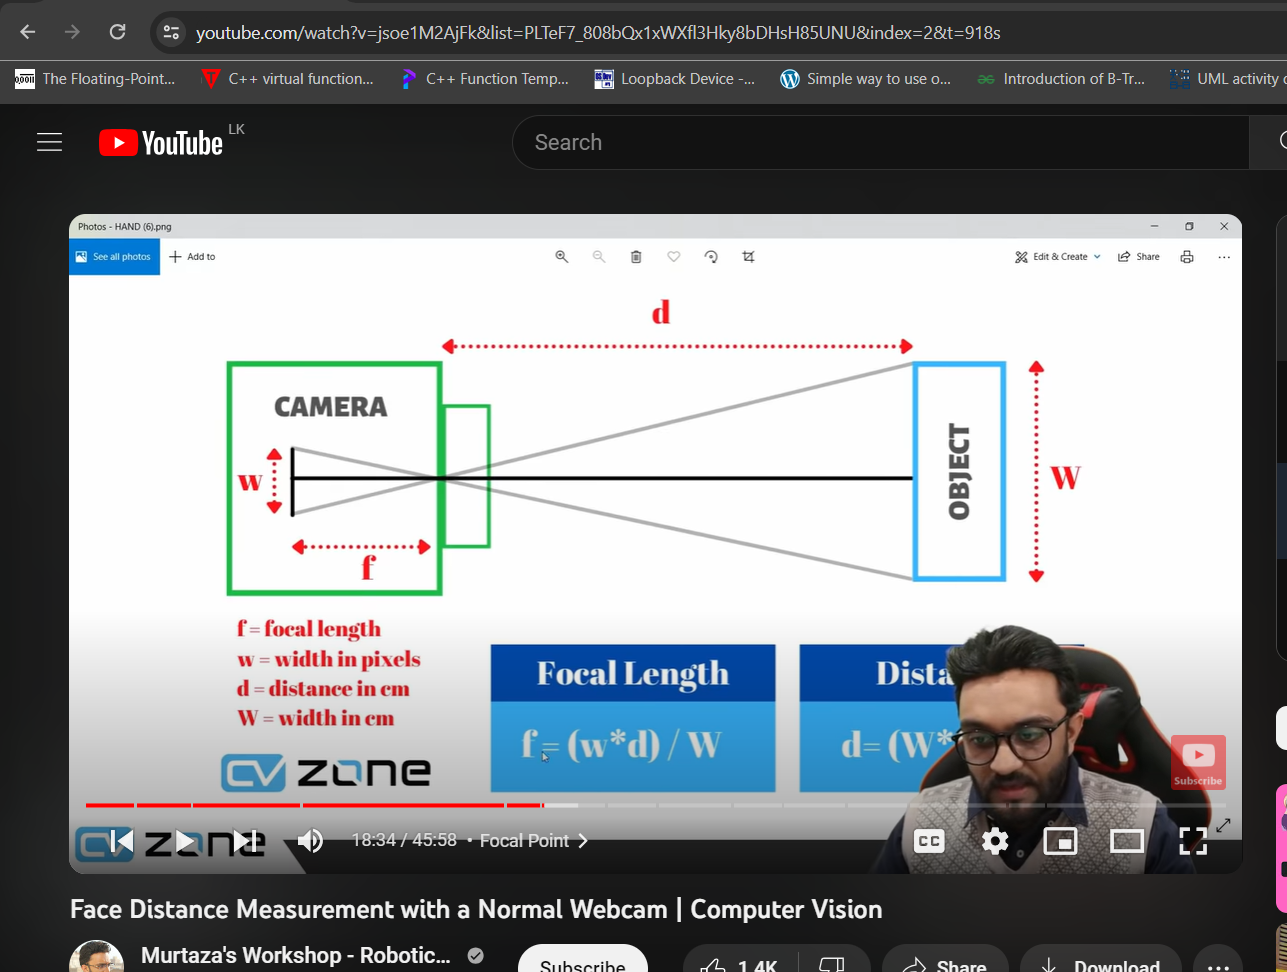 youtube.com/watch?v=jsoe1M2AjFk&list=PLTeF7_808bQx1xWXfl3Hky8bDHsH85UNU&index=2&t=918s
The Floating-Point...
C++ virtual function...
C++ Function Temp...
Loopback Device -...
Simple way to use o...
Introduction of B-Tr...
UML activity
YouTube LK
Search
Photos - HAND (6).png
See all photos
Add to
Edit & Create
Share
d
CAMERA
w
f
OBJECT
W
f = focal length
w = width in pixels
d = distance in cm
W = width in cm
Focal Length
f = (w*d) / W
Dista
d= (W*
CVZONE
Subscribe
CVZONE
18:34 / 45:58 • Focal Point
CC
Face Distance Measurement with a Normal Webcam | Computer Vision
Murtaza's Workshop - Robotic...
Subscribe
1.4K
Share
Download